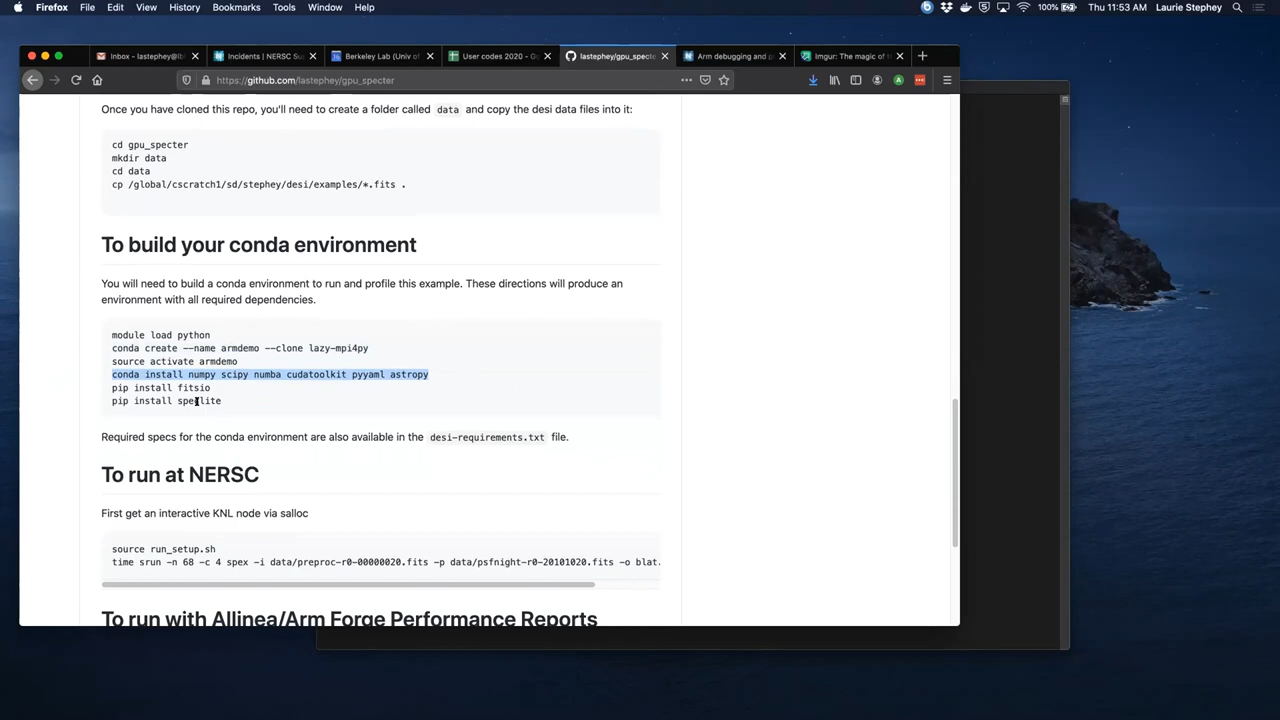 Firefox File Edit View History Bookmarks Tools Window Help 100% Thu 11:53 AM Laurie Stephey
Inbox - lastephey@lb
Incidents | NERSC Su
Berkeley Lab (Univ of
User codes 2020 - G
lastephey/gpu_specte
Arm debugging and p
Imgur: The magic of t
https://github.com/lastephey/gpu_specter
Once you have cloned this repo, you'll need to create a folder called data and copy the desi data files into it:
cd gpu_specter
mkdir data
cd data
cp /global/cscratch1/sd/stephey/desi/examples/*.fits .
To build your conda environment
You will need to build a conda environment to run and profile this example. These directions will produce an
environment with all required dependencies.
module load python
conda create --name armdemo --clone lazy-mpi4py
source activate armdemo
conda install numpy scipy numba cudatoolkit pyyaml astropy
pip install fitsio
pip install speclite
Required specs for the conda environment are also available in the desi-requirements.txt file.
To run at NERSC
First get an interactive KNL node via salloc
source run_setup.sh
time srun -n 68 -c 4 spex -i data/preproc-r0-00000020.fits -p data/psfnight-r0-20101020.fits -o blat.
To run with Allinea/Arm Forge Performance Reports